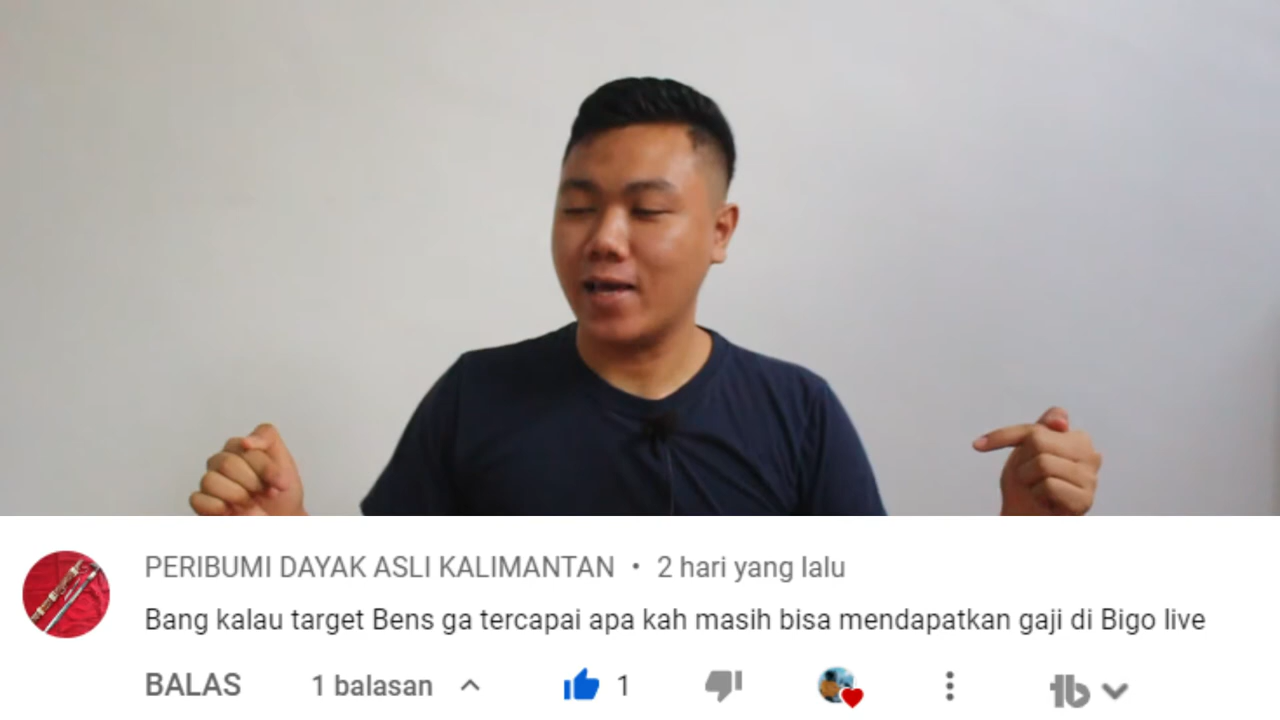 PERIBUMI DAYAK ASLI KALIMANTAN • 2 hari yang lalu
Bang kalau target Bens ga tercapai apa kah masih bisa mendapatkan gaji di Bigo live
BALAS 1 balasan 1 tb